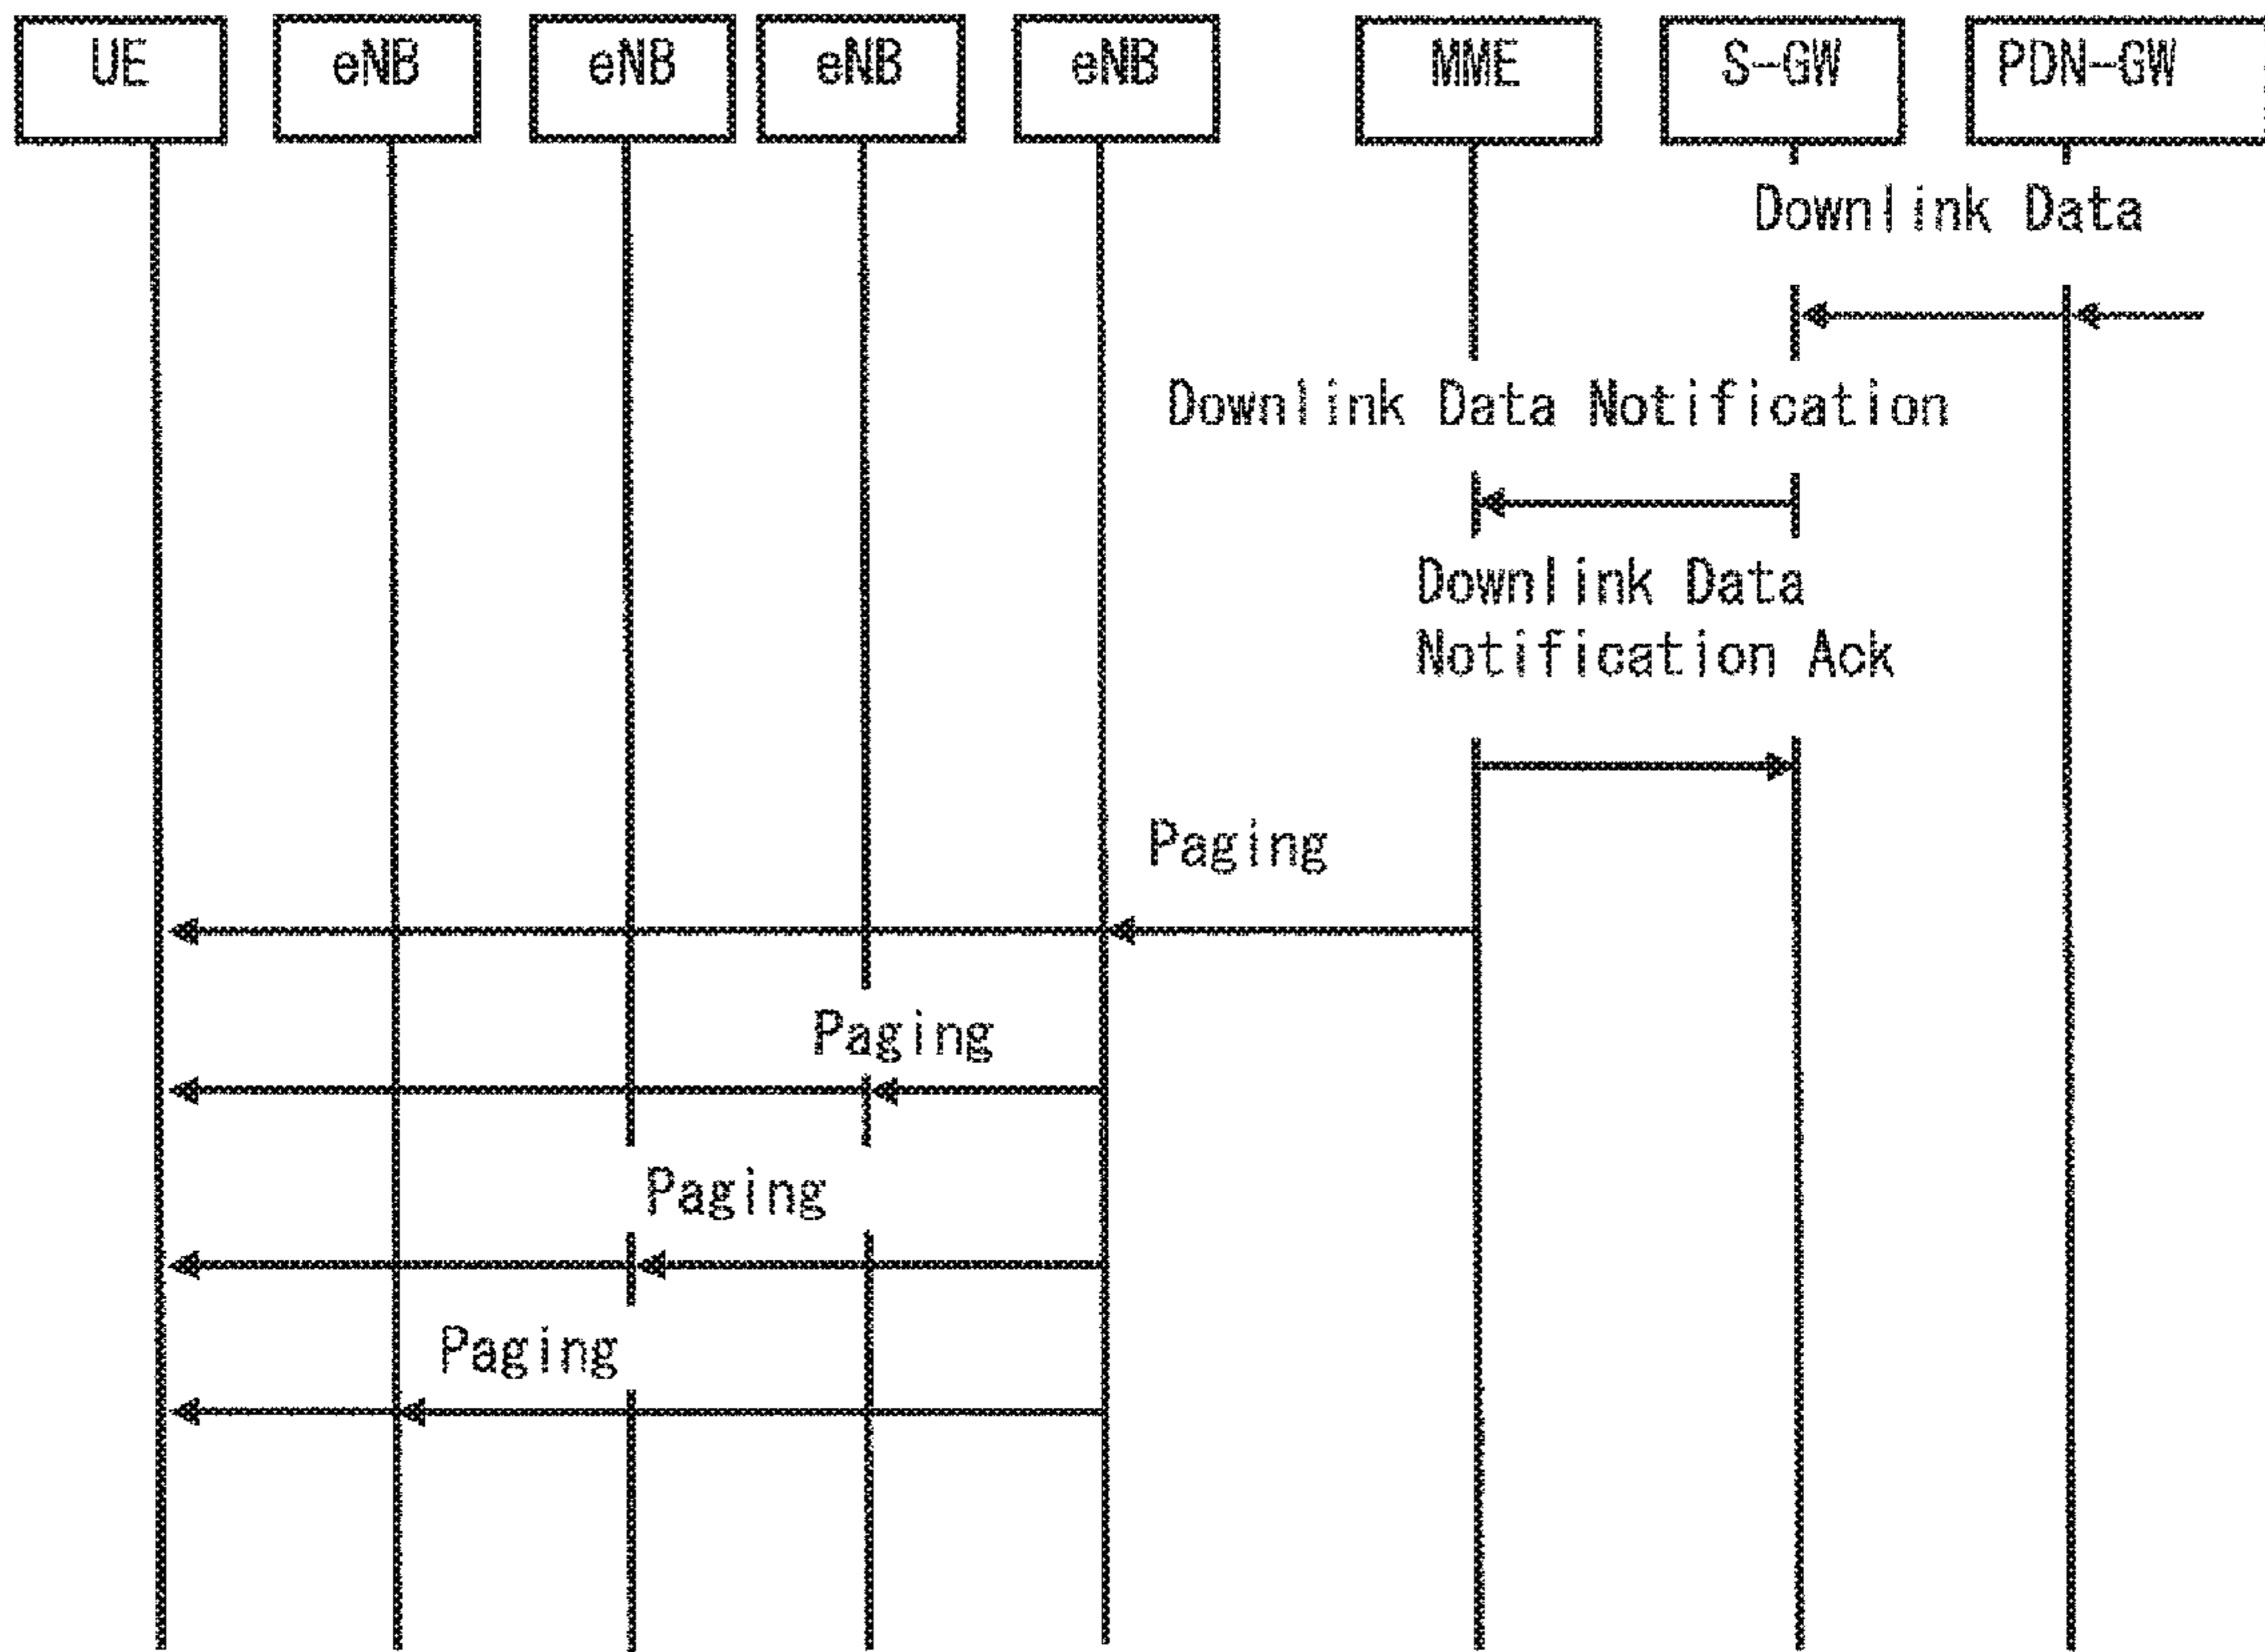 UE
eNB
eNB
eNB
eNB
MME
S-GW
PDN-GW
Downlink Data
Downlink Data Notification
Downlink Data
Notification Ack
Paging
Paging
Paging
Paging